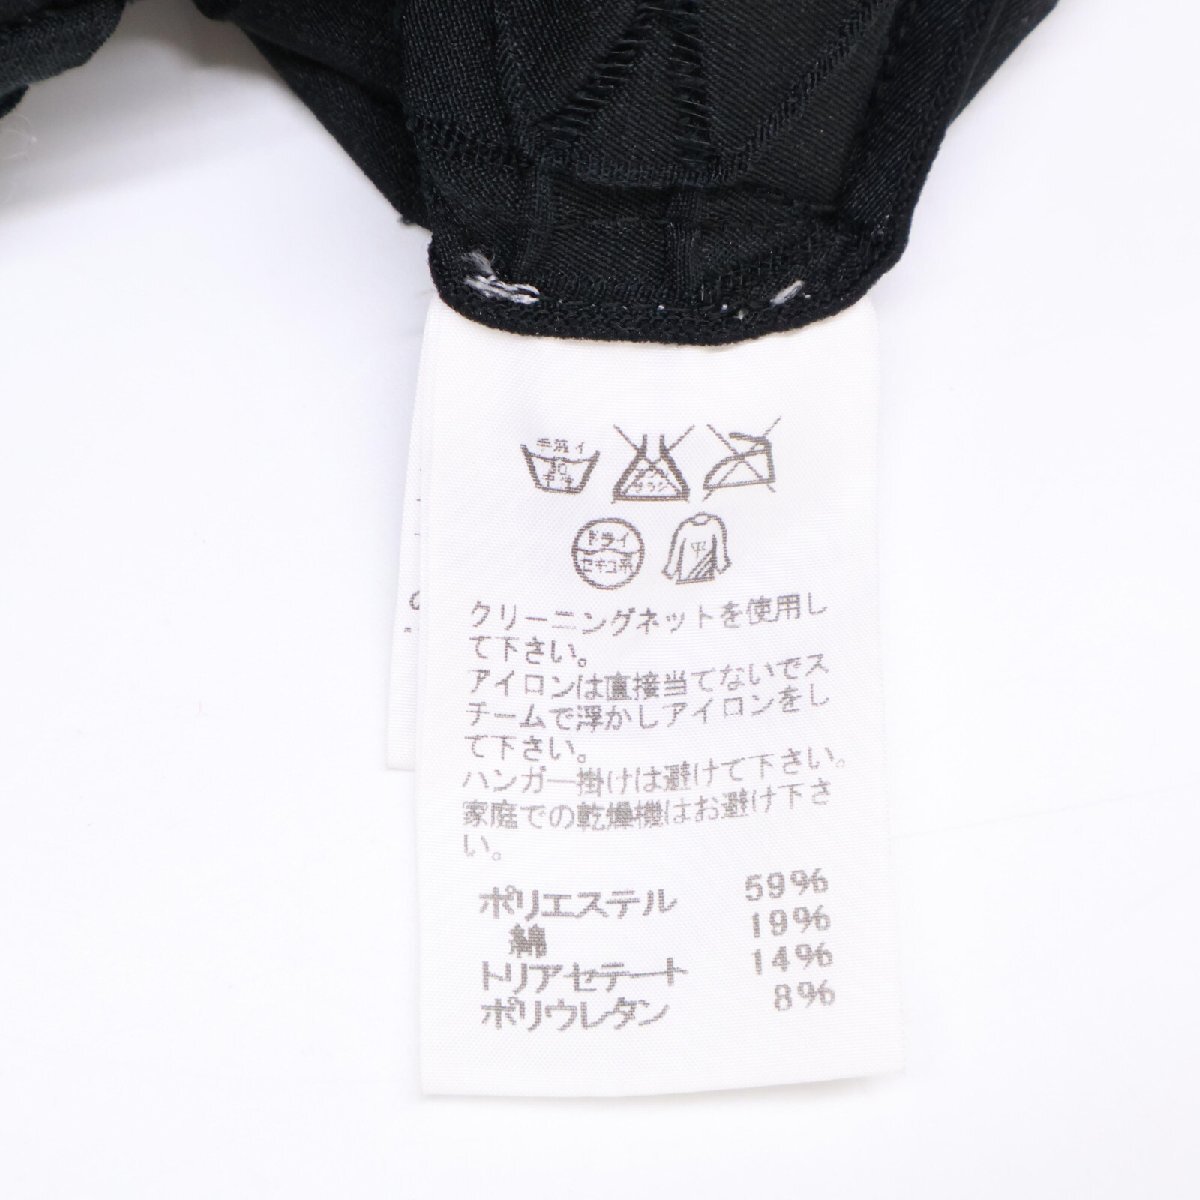 手洗イ
30
中性
エンソ
サラシ
ドライ
セキユ系
クリーニングネットを使用し
て下さい。
アイロンは直接当てないでス
チームで浮かしアイロンをし
て下さい。
ハンガー掛けは避けて下さい。
家庭での乾燥機はお避け下さ
い。
ポリエステル 59%
綿 19%
トリアセテート 14%
ポリウレタン 8%